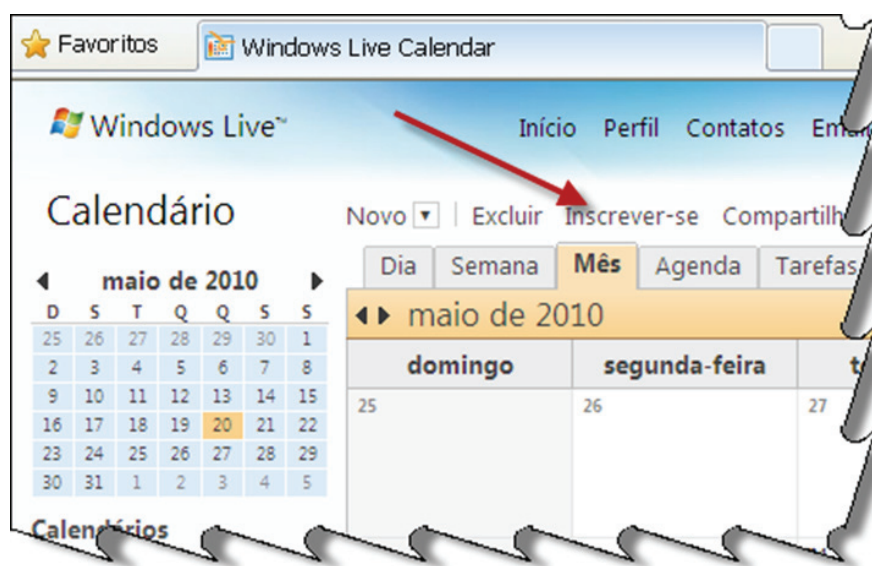 Favoritos
Windows Live Calendar
Windows Live™
Início Perfil Contatos
Calendário
Novo Excluir Inscrever-se
Dia Semana Mês Agenda Tarefas
maio de 2010
D S T Q Q S S
25 26 27 28 29 30 1
2 3 4 5 6 7 8
9 10 11 12 13 14 15
16 17 18 19 20 21 22
23 24 25 26 27 28 29
30 31 1 2 3 4 5
Calendários
maio de 2010
domingo segunda-feira
25 26 27